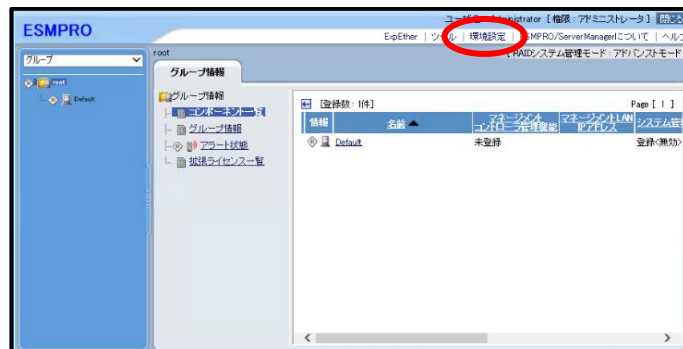 ユーザ名 : Administrator [ 権限 : アドミニストレータ ]
ESMPRO
ExpEther | ツール | 環境設定 | ESMPRO/ServerManagerについて | ヘルプ
[ RAIDシステム管理モード : アドバンストモード
グループ
root
グループ情報
root
Default
グループ情報
コンポーネント一覧
グループ情報
アラート状態
拡張ライセンス一覧
[登録数 : 1件]
Page [ 1 ]
情報
名前
マネージメント コントローラ管理機能
マネージメントLAN IPアドレス
システム管
Default
未登録
登録<無効>